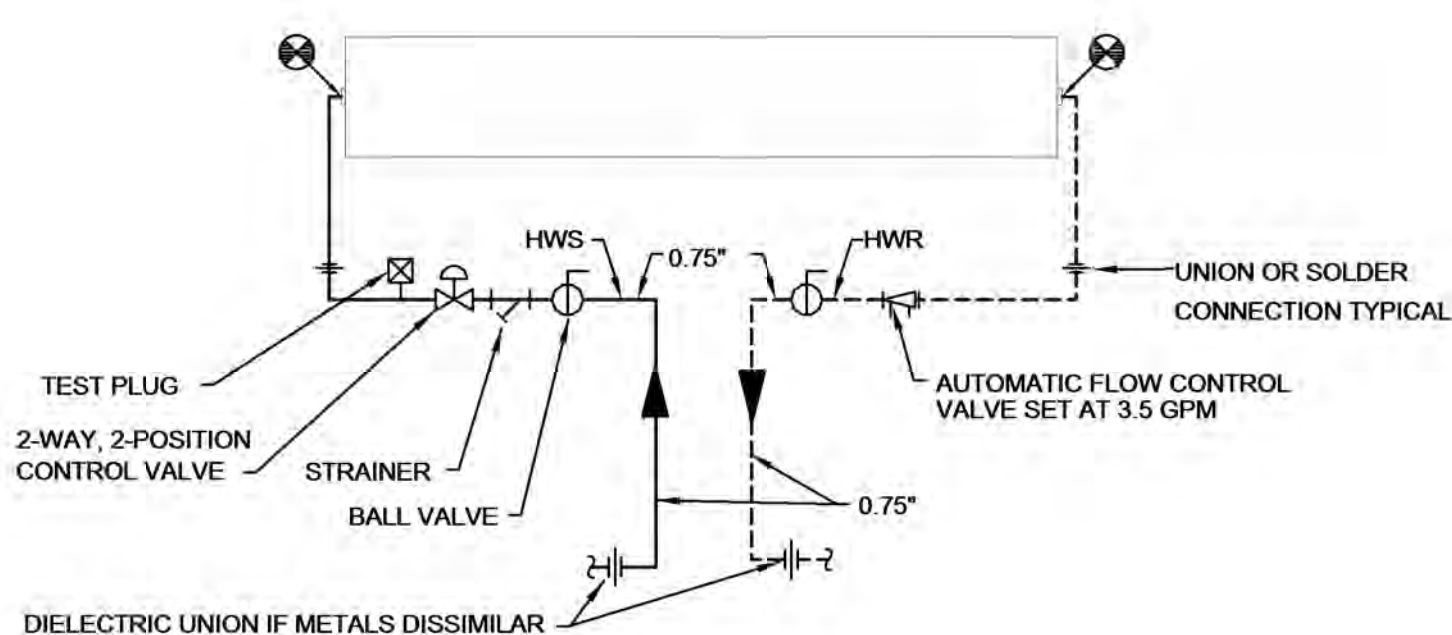 HWS
0.75"
HWR
UNION OR SOLDER
CONNECTION TYPICAL
TEST PLUG
AUTOMATIC FLOW CONTROL
VALVE SET AT 3.5 GPM
2-WAY, 2-POSITION
CONTROL VALVE
STRAINER
BALL VALVE
0.75"
DIELECTRIC UNION IF METALS DISSIMILAR